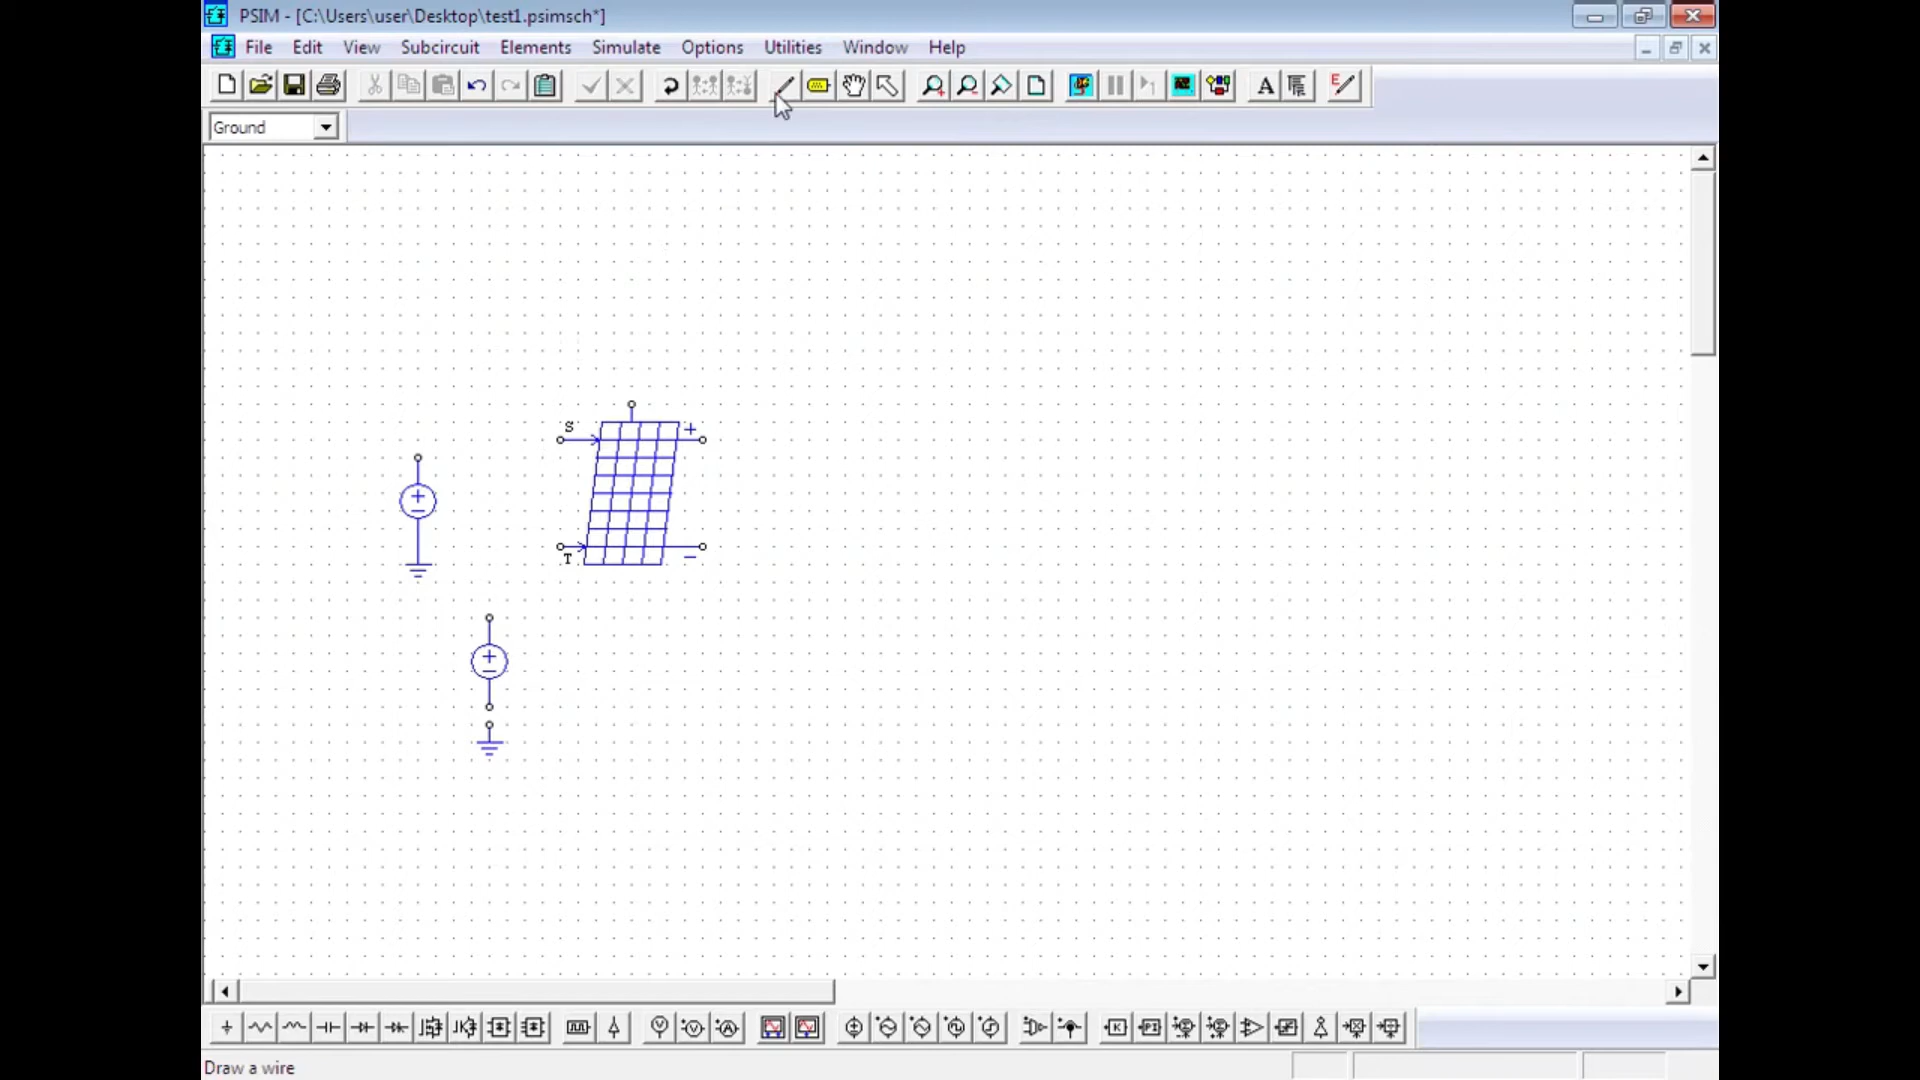 PSIM - [C:\Users\user\Desktop\test1.psimsch*]
File Edit View Subcircuit Elements Simulate Options Utilities Window Help
A E
Ground
S +
+
−
T −
+
−
V V A
K PI
Draw a wire